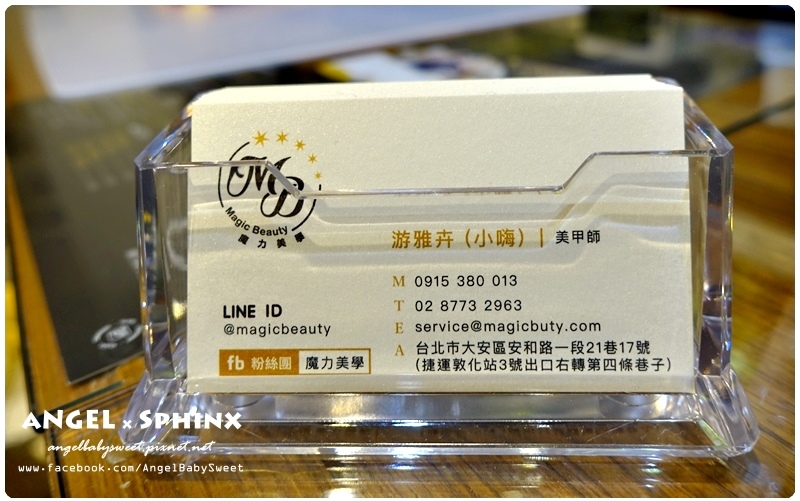 MB
Magic Beauty
魔力美學
游雅卉（小嗨）| 美甲師
M 0915 380 013
T 02 8773 2963
E service@magicbuty.com
A 台北市大安區安和路一段21巷17號
(捷運敦化站3號出口右轉第四條巷子)
LINE ID
@magicbeauty
fb 粉絲團 魔力美學
ANGEL x SPHINX
angelbabysweet.pixnet.net
www.facebook.com/AngelBabySweet